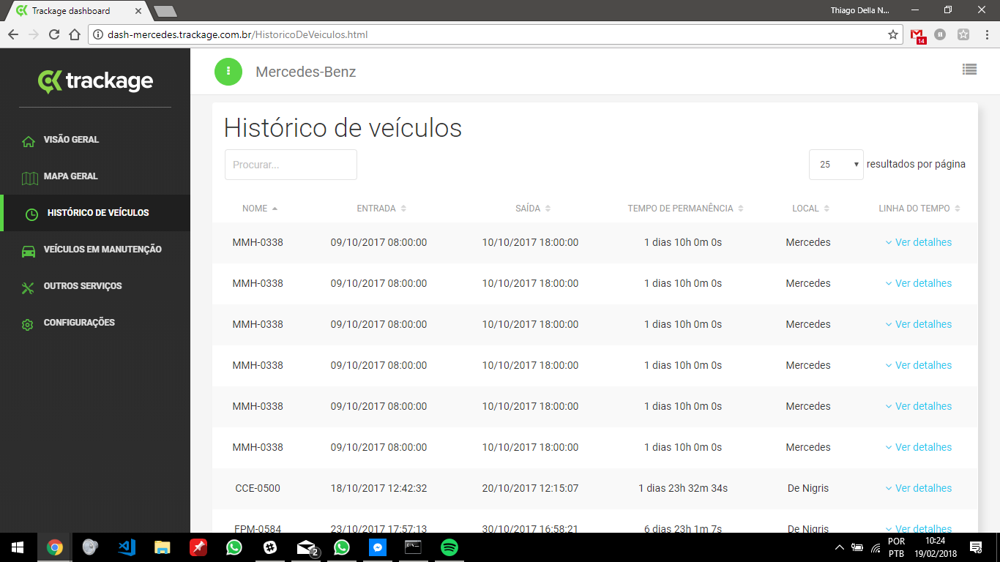 Trackage dashboard
Thiago Della N...
dash-mercedes.trackage.com.br/HistoricoDeVeiculos.html
14
trackage
Mercedes-Benz
VISÃO GERAL
MAPA GERAL
HISTÓRICO DE VEÍCULOS
VEÍCULOS EM MANUTENÇÃO
OUTROS SERVIÇOS
CONFIGURAÇÕES
Histórico de veículos
Procurar...
25 resultados por página
NOME ENTRADA SAÍDA TEMPO DE PERMANÊNCIA LOCAL LINHA DO TEMPO
MMH-0338 09/10/2017 08:00:00 10/10/2017 18:00:00 1 dias 10h 0m 0s Mercedes Ver detalhes
MMH-0338 09/10/2017 08:00:00 10/10/2017 18:00:00 1 dias 10h 0m 0s Mercedes Ver detalhes
MMH-0338 09/10/2017 08:00:00 10/10/2017 18:00:00 1 dias 10h 0m 0s Mercedes Ver detalhes
MMH-0338 09/10/2017 08:00:00 10/10/2017 18:00:00 1 dias 10h 0m 0s Mercedes Ver detalhes
MMH-0338 09/10/2017 08:00:00 10/10/2017 18:00:00 1 dias 10h 0m 0s Mercedes Ver detalhes
MMH-0338 09/10/2017 08:00:00 10/10/2017 18:00:00 1 dias 10h 0m 0s Mercedes Ver detalhes
CCE-0500 18/10/2017 12:42:32 20/10/2017 12:15:07 1 dias 23h 32m 34s De Nigris Ver detalhes
FPM-0584 23/10/2017 17:57:13 30/10/2017 16:58:21 6 dias 23h 1m 7s De Nigris Ver detalhes
2
POR
PTB
10:24
19/02/2018